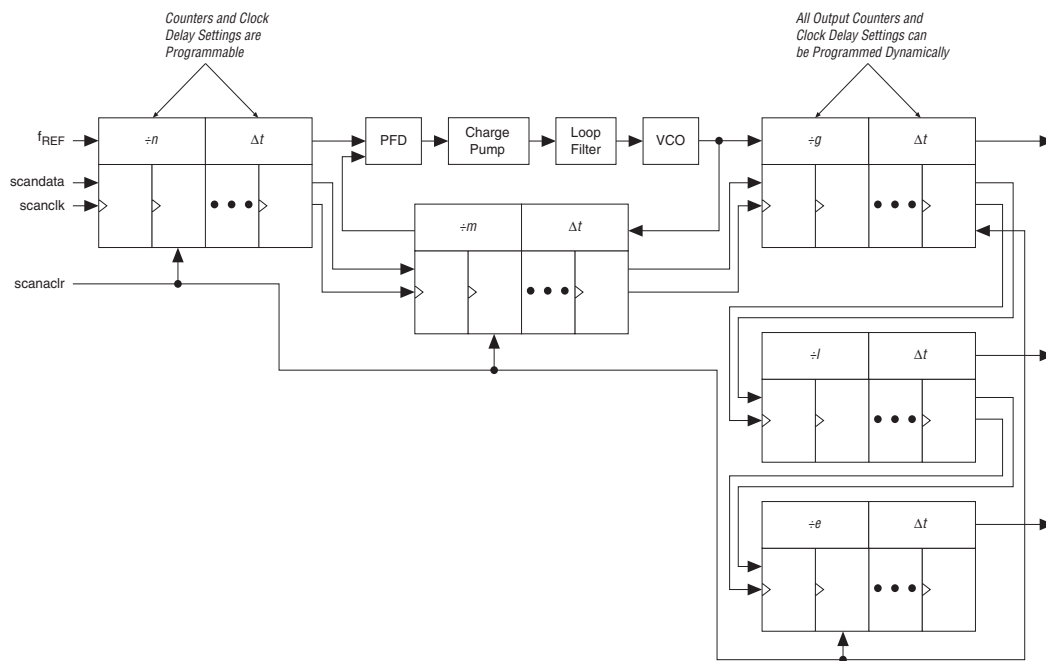 Counters and Clock
Delay Settings are
Programmable
All Output Counters and
Clock Delay Settings can
be Programmed Dynamically
fREF
÷n
Δt
PFD
Charge
Pump
Loop
Filter
VCO
÷g
Δt
scandata
scanclk
÷m
Δt
scanaclr
÷l
Δt
÷e
Δt